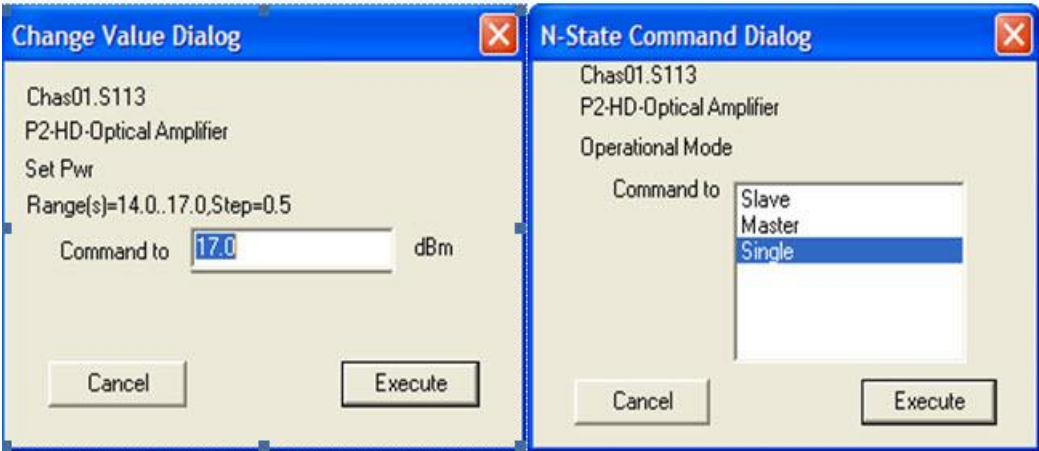 Change Value Dialog
Chas01.S113
P2-HD-Optical Amplifier
Set Pwr
Range(s)=14.0..17.0,Step=0.5
Command to 17.0 dBm
Cancel Execute
N-State Command Dialog
Chas01.S113
P2-HD-Optical Amplifier
Operational Mode
Command to Slave
Master
Single
Cancel Execute